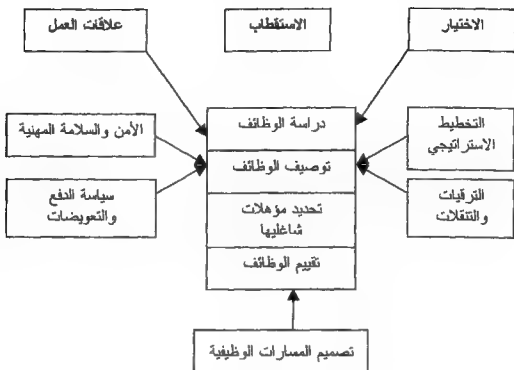 الاختيار
الاستقطاب
علاقات العمل
دراسة الوظائف
توصيف الوظائف
تحديد مؤهلات
شاغليها
تقييم الوظائف
التخطيط
الاستراتيجي
الترقيات
والتنقلات
الأمن والسلامة المهنية
سياسة الدفع
والتعويضات
تصميم المسارات الوظيفية